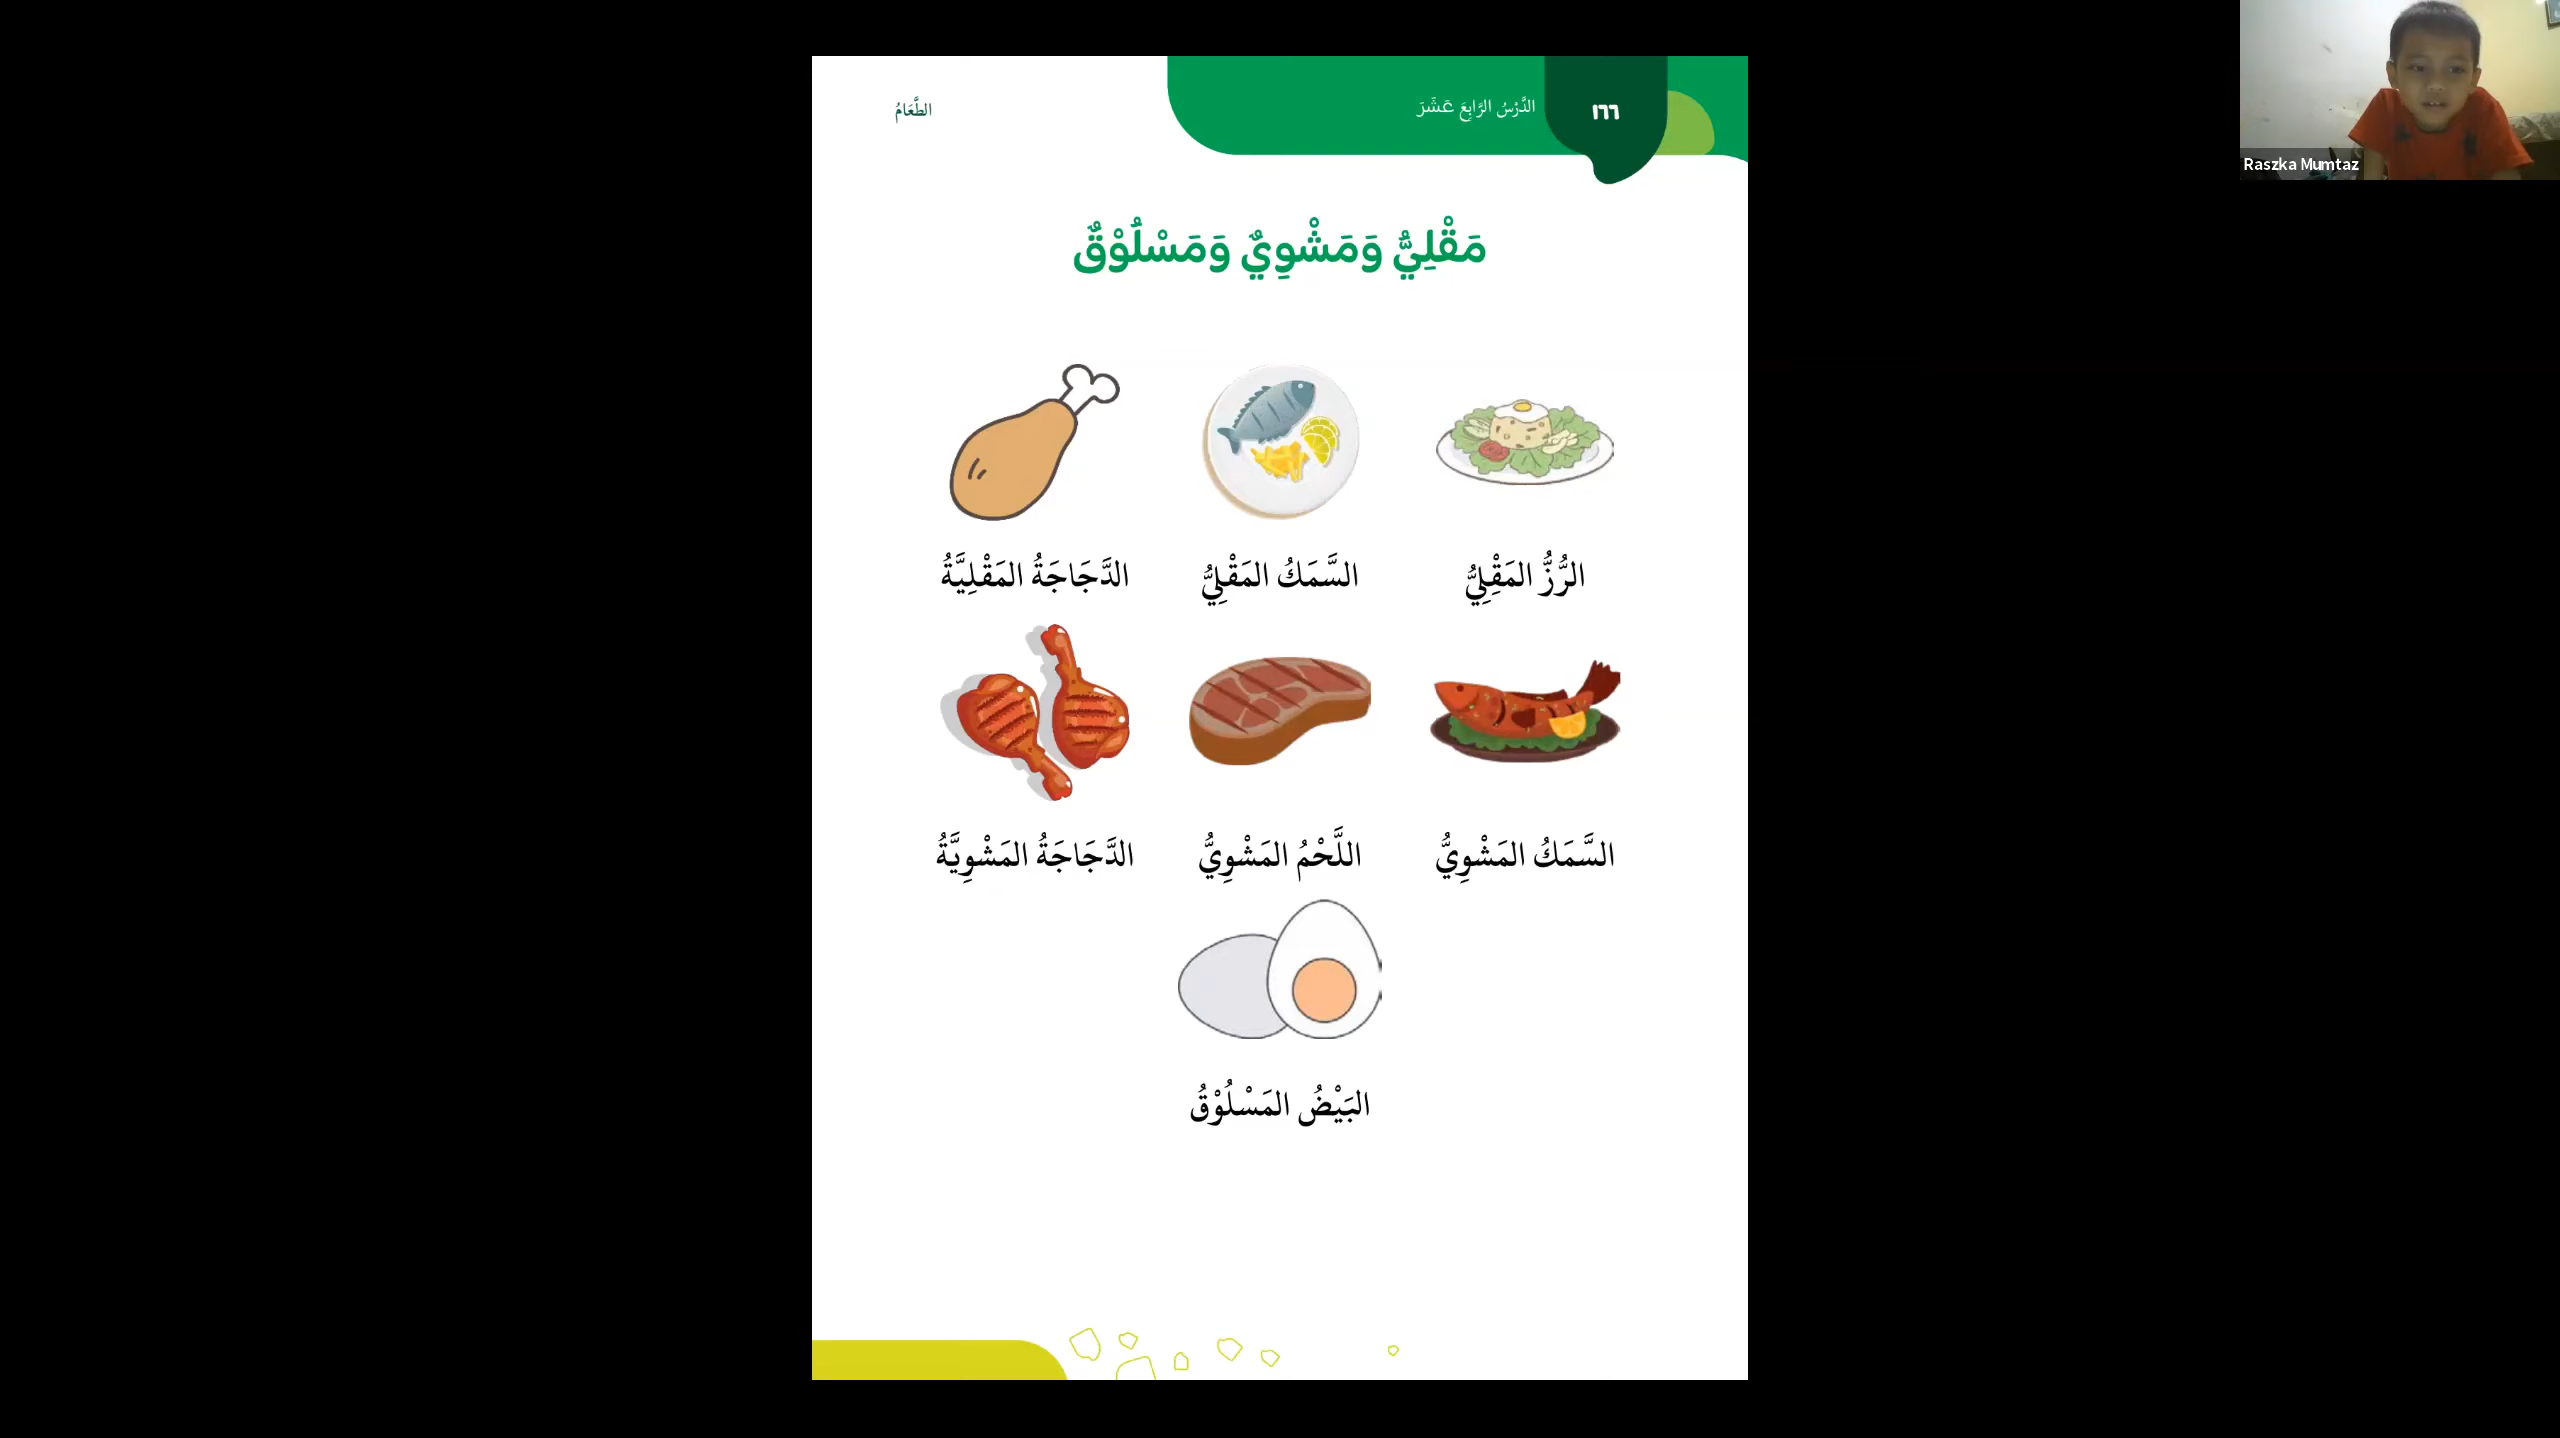 الدَّرْسُ الرَّابِعَ عَشَرَ
١٦٦
الطَّعَامُ
Raszka Mumtaz
مَقْلِيٌّ وَمَشْوِيٌ وَمَسْلُوْقٌ
الرُّزُّ المَقْلِيُّ
السَّمَكُ المَقْلِيُّ
الدَّجَاجَةُ المَقْلِيَّةُ
السَّمَكُ المَشْوِيُّ
اللَّحْمُ المَشْوِيُّ
الدَّجَاجَةُ المَشْوِيَّةُ
البَيْضُ المَسْلُوْقُ